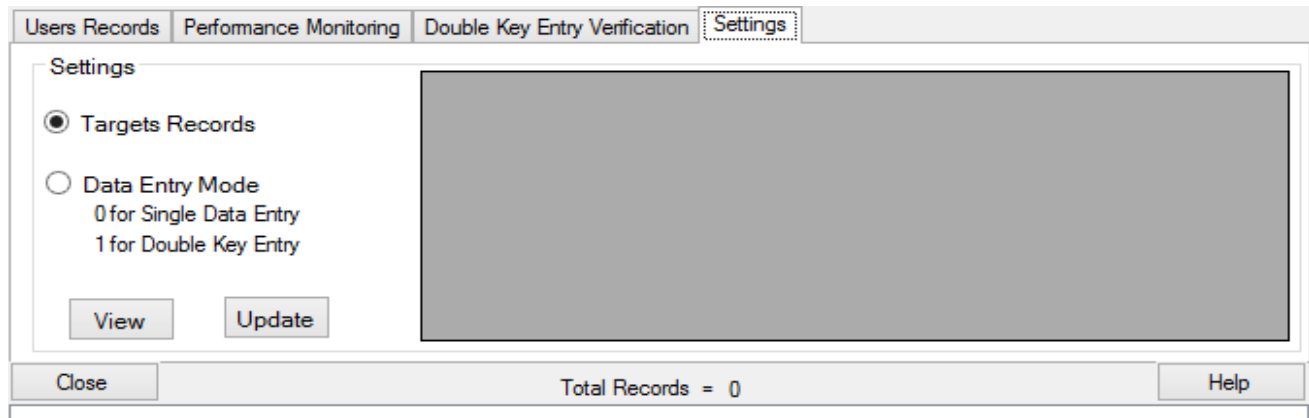 Users Records Performance Monitoring Double Key Entry Verification Settings
Settings
Targets Records
Data Entry Mode
0 for Single Data Entry
1 for Double Key Entry
View Update
Close Total Records = 0 Help